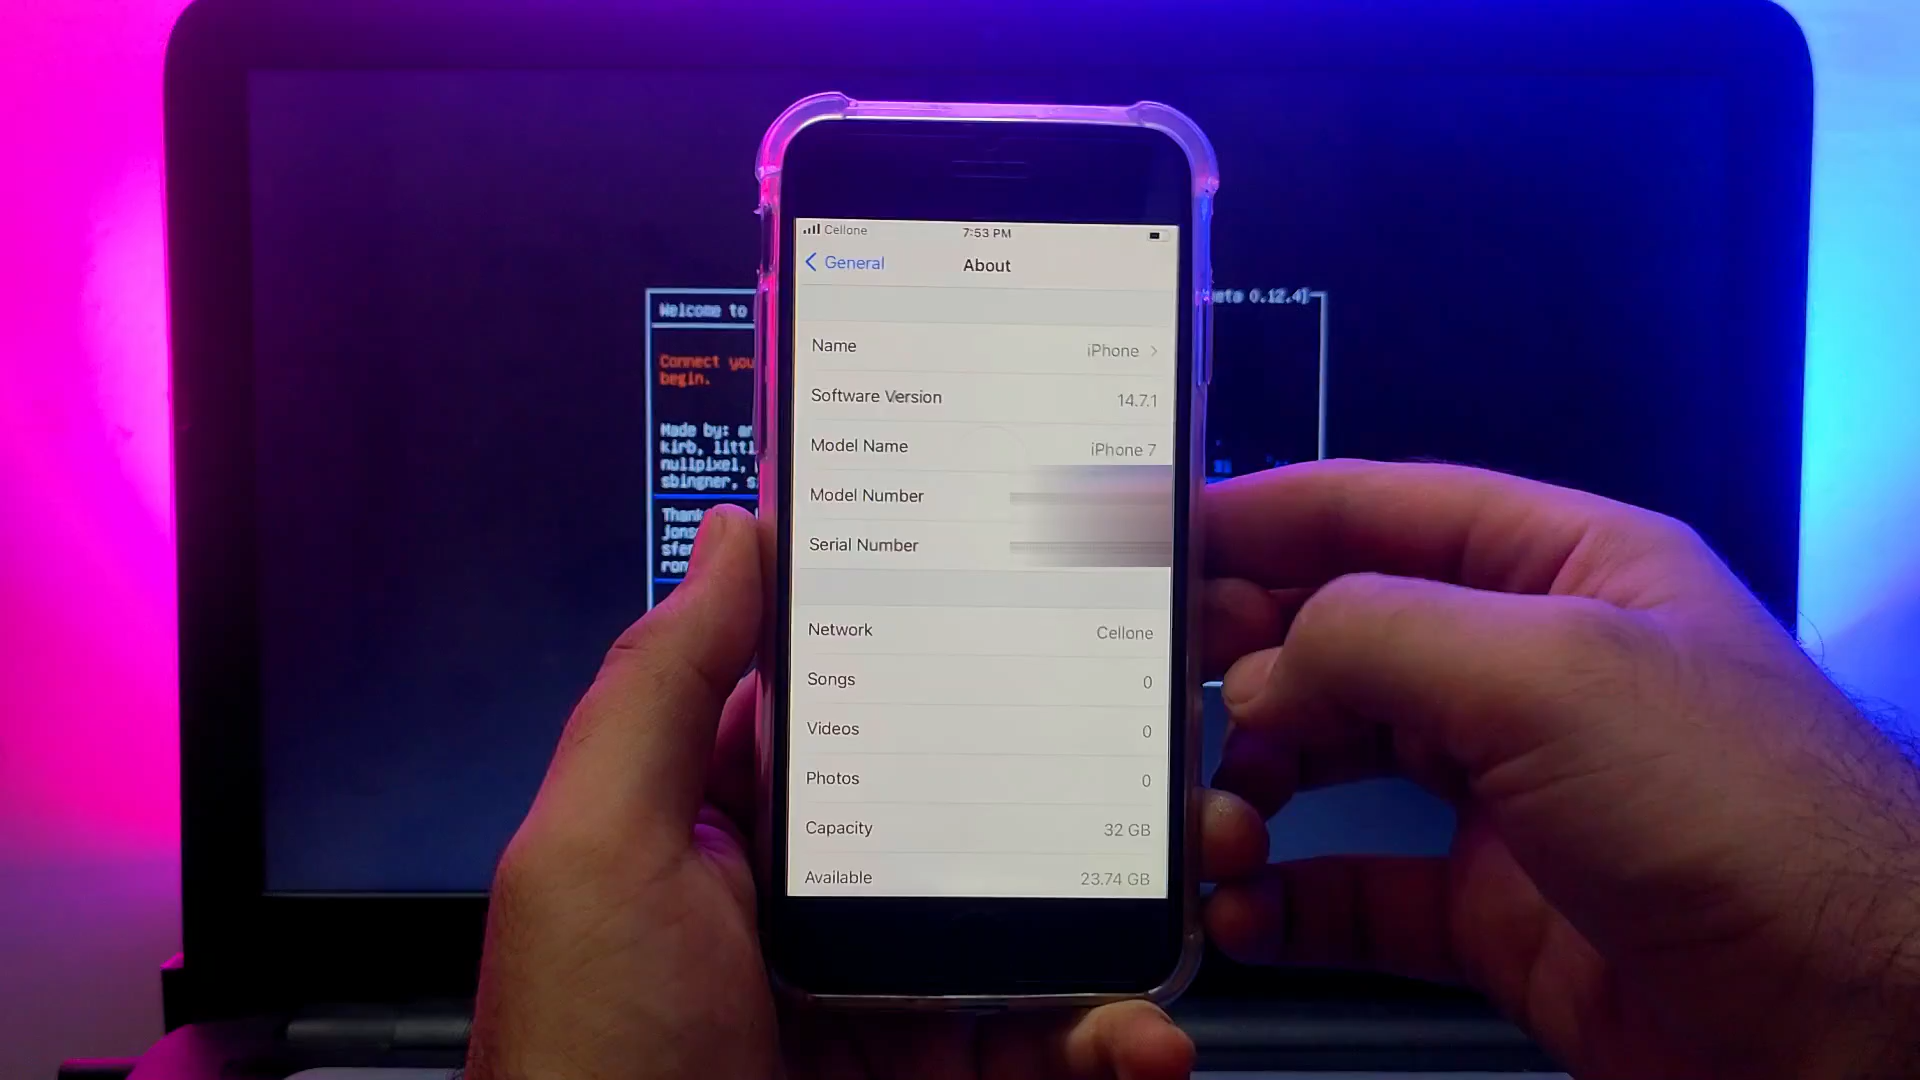 Cellone 7:53 PM
General About
Name iPhone
Software Version 14.7.1
Model Name iPhone 7
Model Number
Serial Number
Network Cellone
Songs 0
Videos 0
Photos 0
Capacity 32 GB
Available 23.74 GB
Welcome to
0.12.4]
Connect
begin.
Made by:
kirb,
nullpixel,
sbingner,